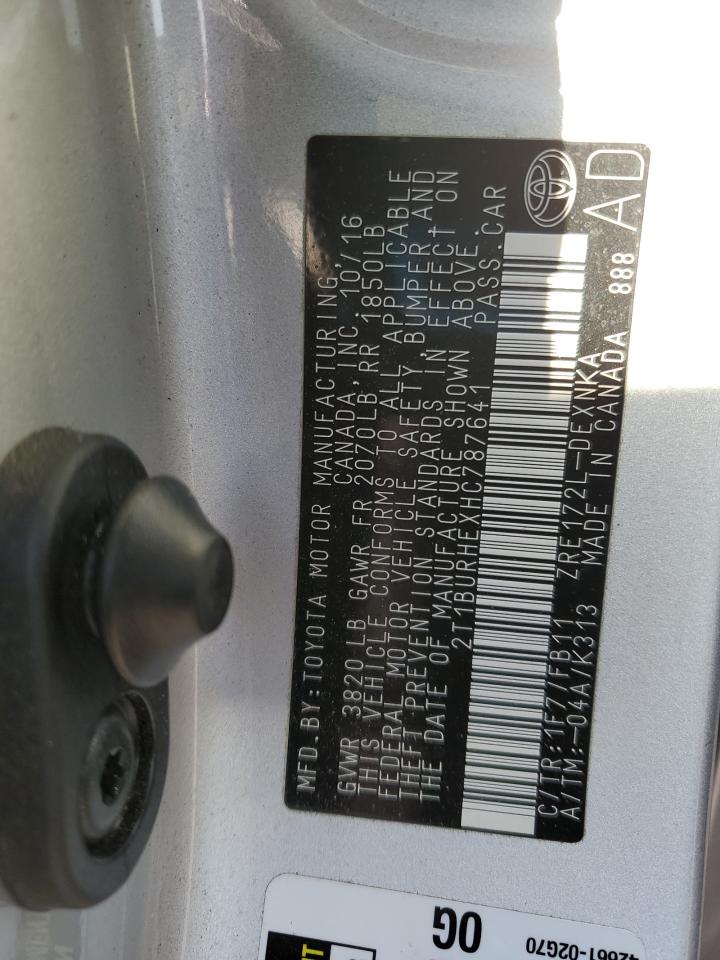 MFD.BY:TOYOTA MOTOR MANUFACTURING,
CANADA,INC. 10/16
GVWR 3820 LB GAWR FR 2070LB,RR 1850LB
THIS VEHICLE CONFORMS TO ALL APPLICABLE
FEDERAL MOTOR VEHICLE SAFETY,BUMPER,AND
THEFT PREVENTION STANDARDS IN EFFECT ON
THE DATE OF MANUFACTURE SHOWN ABOVE.
2T1BURHEXHC787641 PASS.CAR
C/TR:1F7/FB11 ZRE172L-DEXNKA
A/TM:-04A/K313 MADE IN CANADA 888
AD
OG
42661-02G70